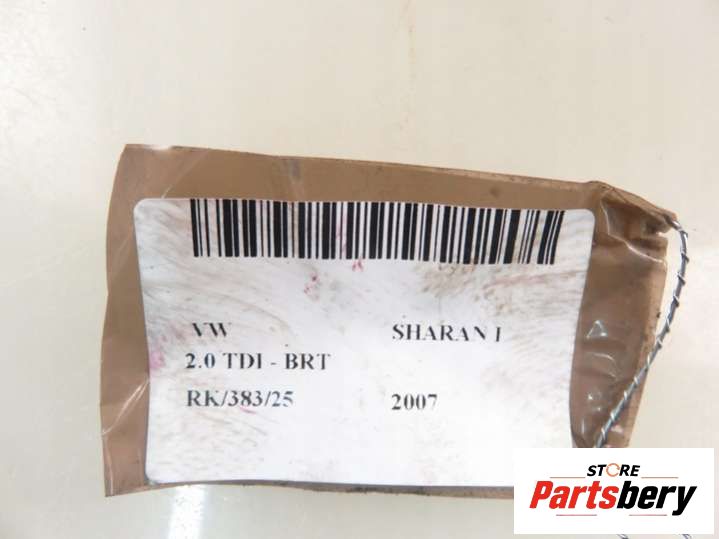 VW SHARAN I
2.0 TDI - BRT
RK/383/25 2007
STORE
Partsbery